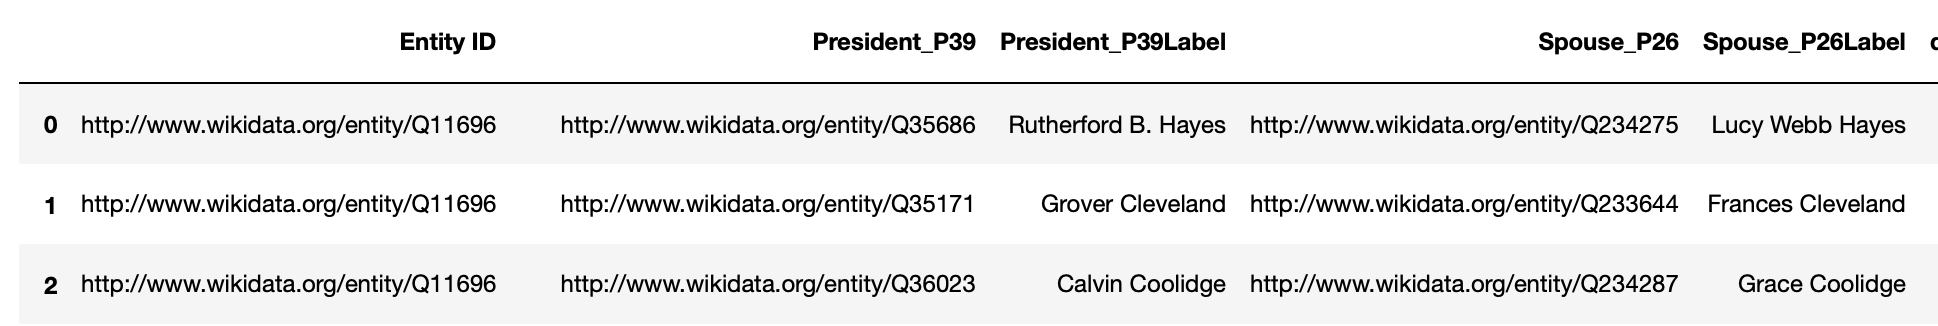 Entity ID President_P39 President_P39Label Spouse_P26 Spouse_P26Label
0 http://www.wikidata.org/entity/Q11696 http://www.wikidata.org/entity/Q35686 Rutherford B. Hayes http://www.wikidata.org/entity/Q234275 Lucy Webb Hayes
1 http://www.wikidata.org/entity/Q11696 http://www.wikidata.org/entity/Q35171 Grover Cleveland http://www.wikidata.org/entity/Q233644 Frances Cleveland
2 http://www.wikidata.org/entity/Q11696 http://www.wikidata.org/entity/Q36023 Calvin Coolidge http://www.wikidata.org/entity/Q234287 Grace Coolidge